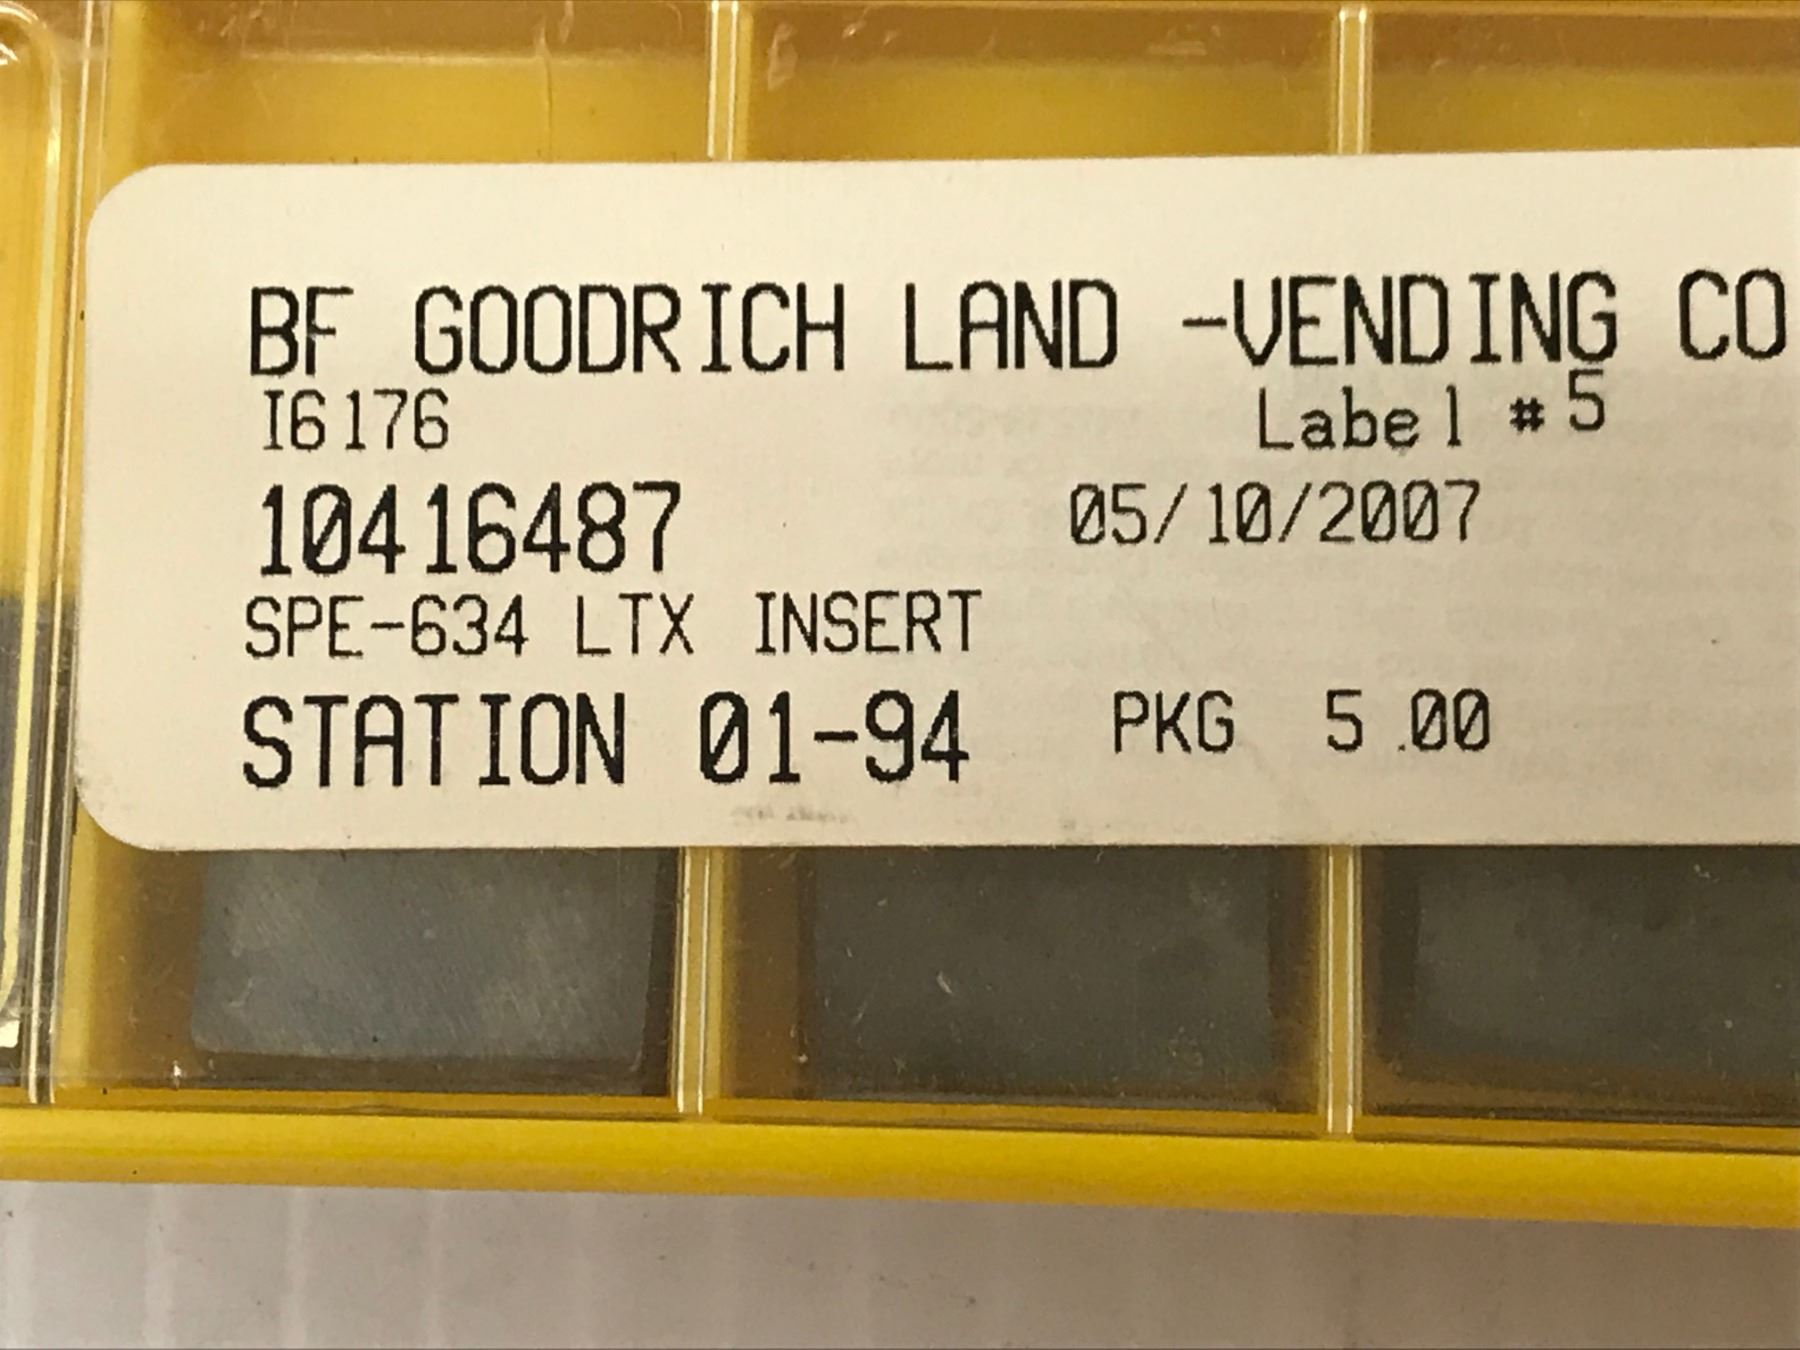 BF GOODRICH LAND -VENDING CO
I6176 Label #5
10416487 05/10/2007
SPE-634 LTX INSERT
STATION 01-94 PKG 5.00